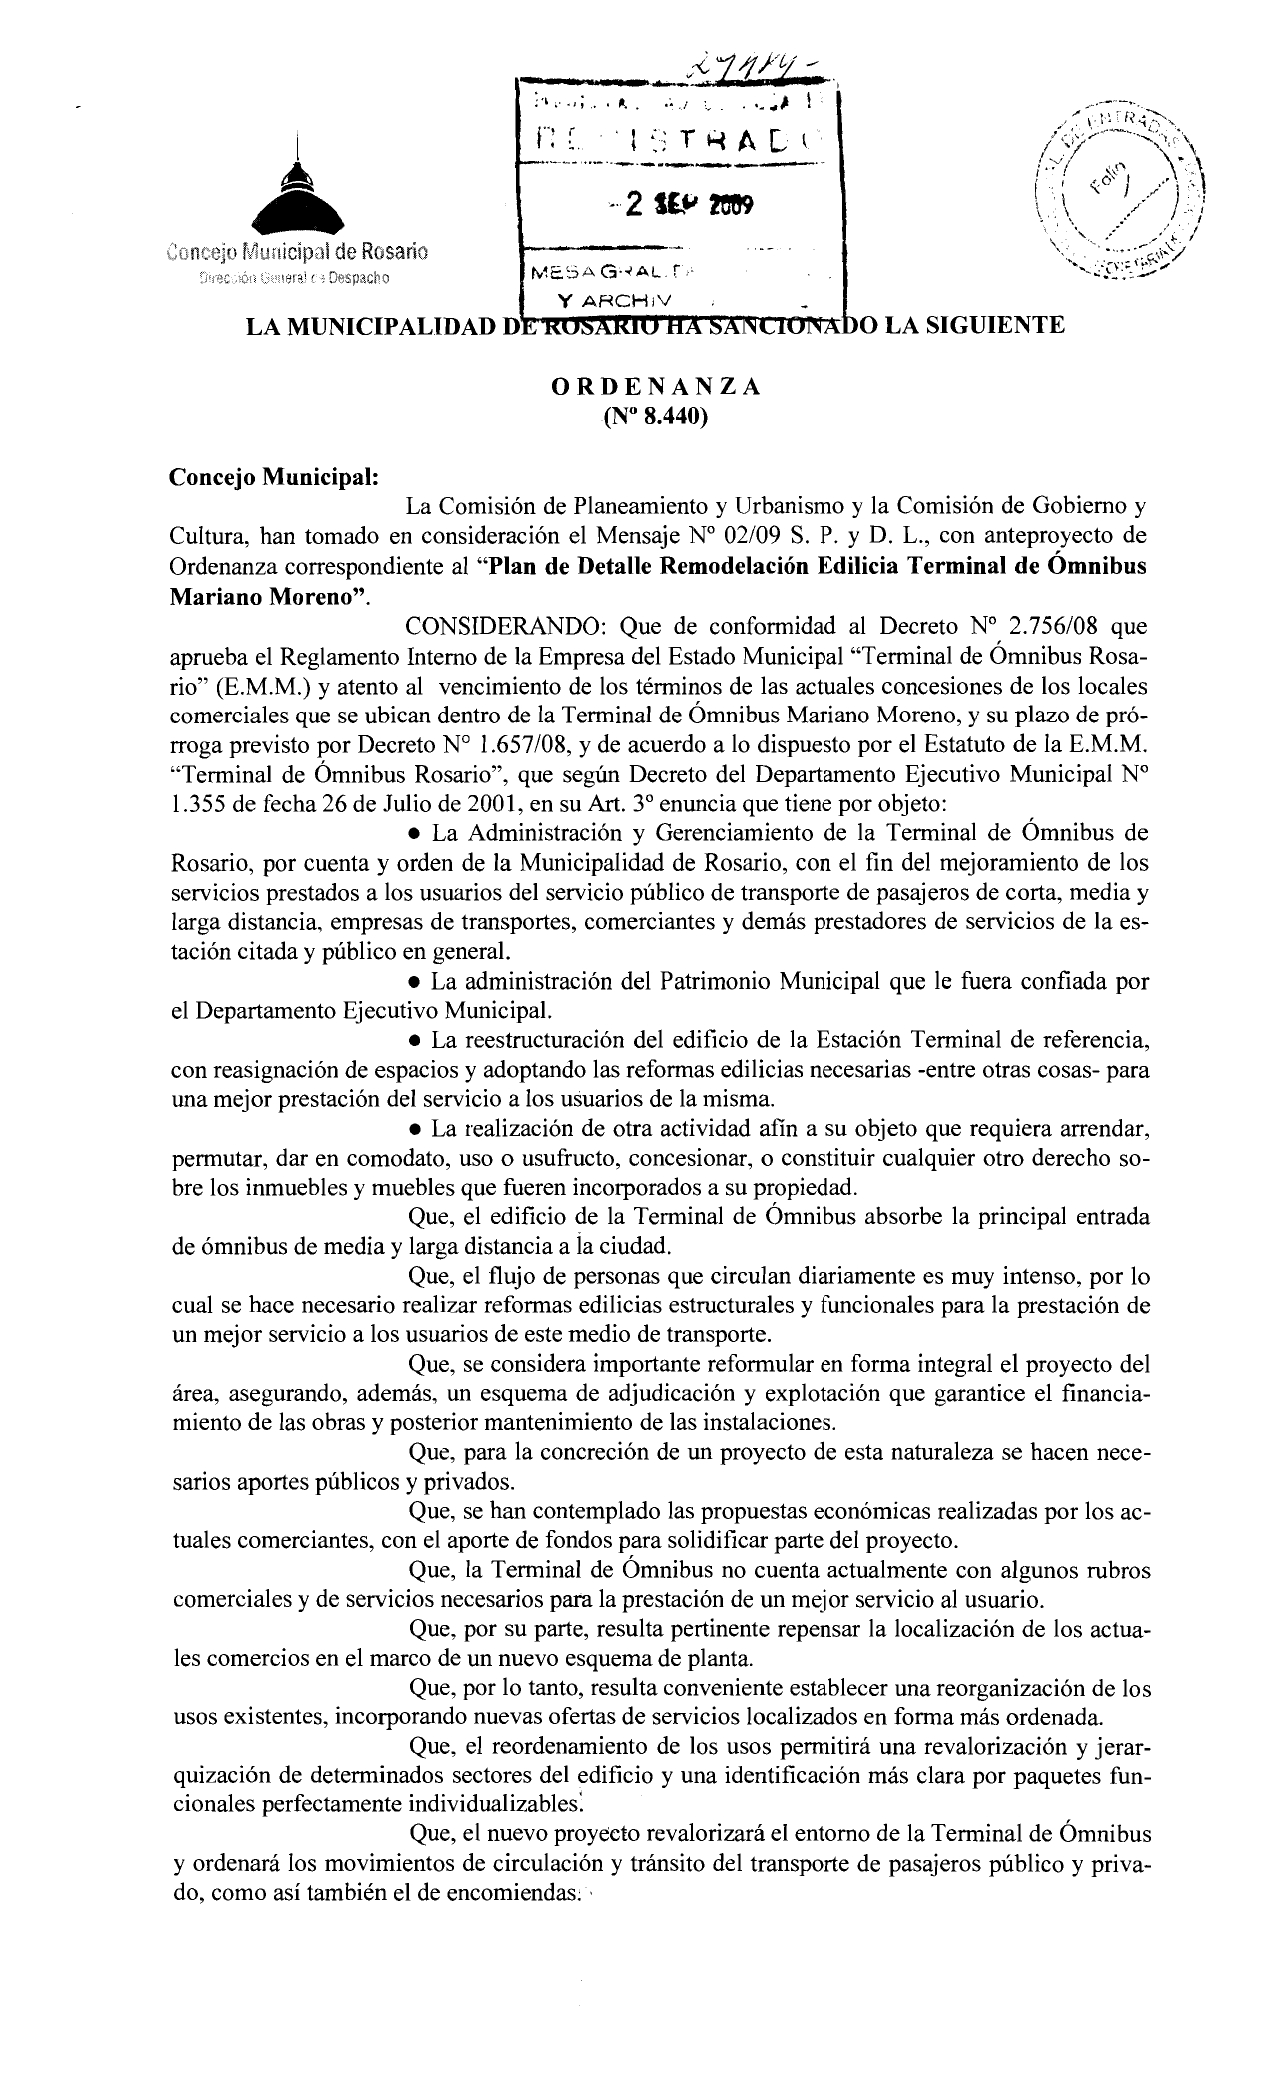 REGISTRADO
- 2 SEP 2009
MESA GRAL. DE
Y ARCHIV
Folio
Concejo Municipal de Rosario
Dirección General de Despacho
LA MUNICIPALIDAD DE ROSARIO HA SANCIONADO LA SIGUIENTE
O R D E N A N Z A
(Nº 8.440)
Concejo Municipal:
La Comisión de Planeamiento y Urbanismo y la Comisión de Gobierno y
Cultura, han tomado en consideración el Mensaje Nº 02/09 S. P. y D. L., con anteproyecto de
Ordenanza correspondiente al “Plan de Detalle Remodelación Edilicia Terminal de Ómnibus
Mariano Moreno”.
CONSIDERANDO: Que de conformidad al Decreto Nº 2.756/08 que
aprueba el Reglamento Interno de la Empresa del Estado Municipal “Terminal de Ómnibus Rosa-
rio” (E.M.M.) y atento al vencimiento de los términos de las actuales concesiones de los locales
comerciales que se ubican dentro de la Terminal de Ómnibus Mariano Moreno, y su plazo de pró-
rroga previsto por Decreto Nº 1.657/08, y de acuerdo a lo dispuesto por el Estatuto de la E.M.M.
“Terminal de Ómnibus Rosario”, que según Decreto del Departamento Ejecutivo Municipal Nº
1.355 de fecha 26 de Julio de 2001, en su Art. 3º enuncia que tiene por objeto:
● La Administración y Gerenciamiento de la Terminal de Ómnibus de
Rosario, por cuenta y orden de la Municipalidad de Rosario, con el fin del mejoramiento de los
servicios prestados a los usuarios del servicio público de transporte de pasajeros de corta, media y
larga distancia, empresas de transportes, comerciantes y demás prestadores de servicios de la es-
tación citada y público en general.
● La administración del Patrimonio Municipal que le fuera confiada por
el Departamento Ejecutivo Municipal.
● La reestructuración del edificio de la Estación Terminal de referencia,
con reasignación de espacios y adoptando las reformas edilicias necesarias -entre otras cosas- para
una mejor prestación del servicio a los usuarios de la misma.
● La realización de otra actividad afin a su objeto que requiera arrendar,
permutar, dar en comodato, uso o usufructo, concesionar, o constituir cualquier otro derecho so-
bre los inmuebles y muebles que fueren incorporados a su propiedad.
Que, el edificio de la Terminal de Ómnibus absorbe la principal entrada
de ómnibus de media y larga distancia a la ciudad.
Que, el flujo de personas que circulan diariamente es muy intenso, por lo
cual se hace necesario realizar reformas edilicias estructurales y funcionales para la prestación de
un mejor servicio a los usuarios de este medio de transporte.
Que, se considera importante reformular en forma integral el proyecto del
área, asegurando, además, un esquema de adjudicación y explotación que garantice el financia-
miento de las obras y posterior mantenimiento de las instalaciones.
Que, para la concreción de un proyecto de esta naturaleza se hacen nece-
sarios aportes públicos y privados.
Que, se han contemplado las propuestas económicas realizadas por los ac-
tuales comerciantes, con el aporte de fondos para solidificar parte del proyecto.
Que, la Terminal de Ómnibus no cuenta actualmente con algunos rubros
comerciales y de servicios necesarios para la prestación de un mejor servicio al usuario.
Que, por su parte, resulta pertinente repensar la localización de los actua-
les comercios en el marco de un nuevo esquema de planta.
Que, por lo tanto, resulta conveniente establecer una reorganización de los
usos existentes, incorporando nuevas ofertas de servicios localizados en forma más ordenada.
Que, el reordenamiento de los usos permitirá una revalorización y jerar-
quización de determinados sectores del edificio y una identificación más clara por paquetes fun-
cionales perfectamente individualizables.
Que, el nuevo proyecto revalorizará el entorno de la Terminal de Ómnibus
y ordenará los movimientos de circulación y tránsito del transporte de pasajeros público y priva-
do, como así también el de encomiendas.